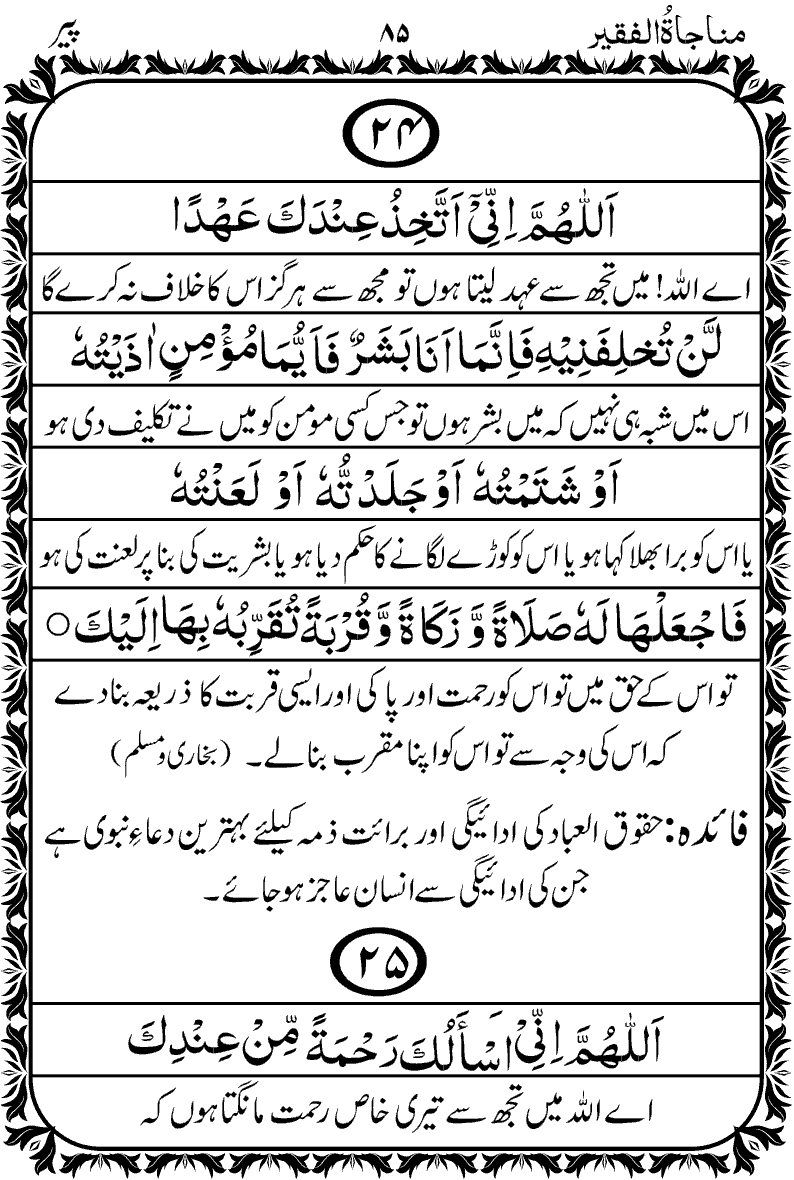 مناجاۃُالفقیر ۸۵ پیر
۲۴
اَللّٰهُمَّ اِنِّیْٓ اَتَّخِذُ عِنْدَكَ عَهْدًا
اے اللہ! میں تجھ سے عہد لیتا ہوں تو مجھ سے ہرگز اس کا خلاف نہ کرے گا
لَّنْ تُخلِفَنِيْهِ فَاِنَّمَا اَنَا بَشَرٌ فَاَيُّمَا مُؤْمِنٍ اٰذَيْتُهٗ
اس میں شبہ ہی نہیں کہ میں بشر ہوں تو جس کسی مومن کو میں نے تکلیف دی ہو
اَوْ شَتَمْتُهٗ اَوْ جَلَدْتُّهٗ اَوْ لَعَنْتُهٗ
یا اس کو برا بھلا کہا ہو یا اس کو کوڑے لگانے کا حکم دیا ہو یا بشریت کی بنا پر لعنت کی ہو
فَاجْعَلْهَا لَهٗ صَلَاةً وَّ زَكَاةً وَّ قُرْبَةً تُقَرِّبُهٗ بِهَا اِلَيْكَ ○
تو اس کے حق میں تو اس کو رحمت اور پاکی اور ایسی قربت کا ذریعہ بنا دے
کہ اس کی وجہ سے تو اس کو اپنا مقرب بنالے۔ (بخاری و مسلم)
فائدہ: حقوق العباد کی ادائیگی اور برائت ذمہ کیلئے بہترین دعاءِ نبوی ہے
جن کی ادائیگی سے انسان عاجز ہوجائے۔
۲۵
اَللّٰهُمَّ اِنِّیْ اَسْأَلُكَ رَحْمَةً مِّنْ عِنْدِكَ
اے اللہ میں تجھ سے تیری خاص رحمت مانگتا ہوں کہ